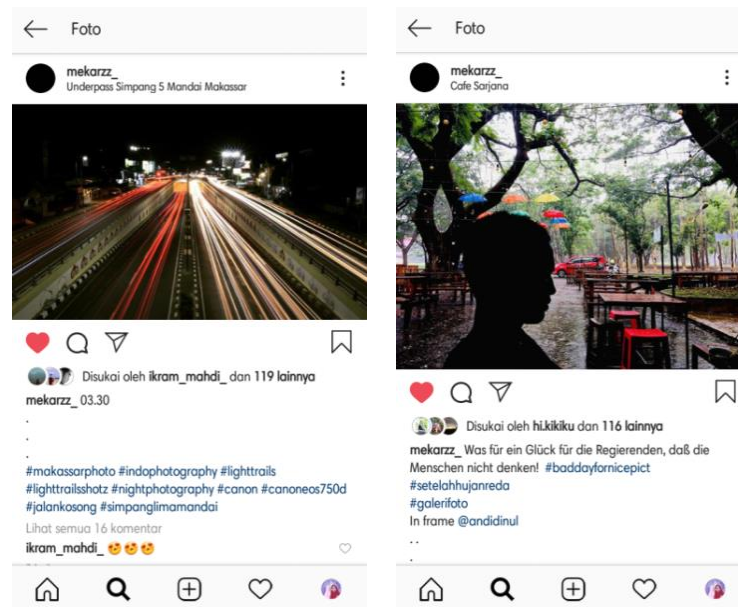 Foto
mekarzz_
Underpass Simpang 5 Mandai Makassar
Disukai oleh ikram_mahdi_ dan 119 lainnya
mekarzz_ 03.30
.
.
.
#makassarphoto #indophotography #lighttrails
#lighttrailsshotz #nightphotography #canon #canoneos750d
#jalankosong #simpanglimamandai
Lihat semua 16 komentar
ikram_mahdi_ 😍😍😍
Foto
mekarzz_
Cafe Sarjana
Disukai oleh hi.kikiku dan 116 lainnya
mekarzz_ Was für ein Glück für die Regierenden, daß die
Menschen nicht denken! #baddayfornicepict
#setelahhujanreda
#galerifoto
In frame @andidinul
. .
.